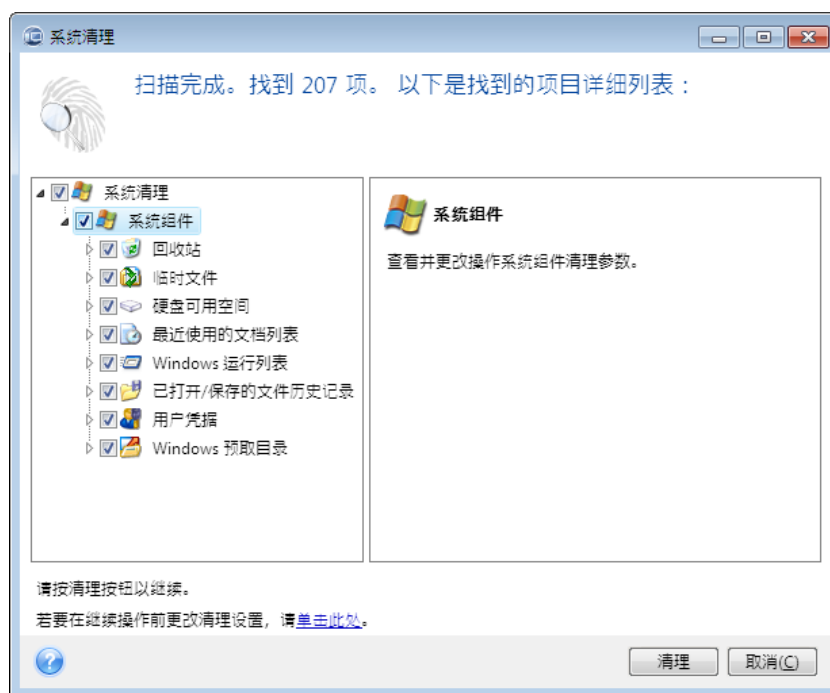 系统清理
扫描完成。找到 207 项。 以下是找到的项目详细列表：
系统清理
系统组件
回收站
临时文件
硬盘可用空间
最近使用的文档列表
Windows 运行列表
已打开/保存的文件历史记录
用户凭据
Windows 预取目录
系统组件
查看并更改操作系统组件清理参数。
请按清理按钮以继续。
若要在继续操作前更改清理设置，请单击此处。
清理
取消(C)